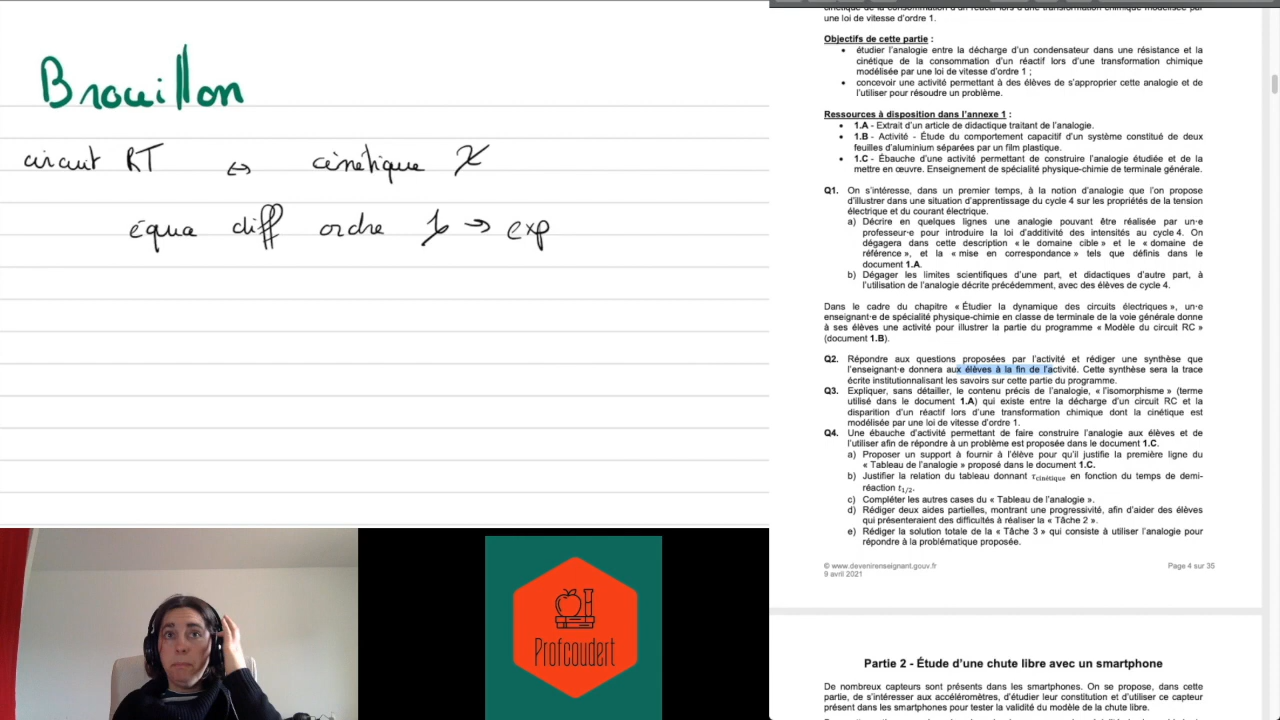 Brouillon
circuit RT ⇔ cinétique
équa diff ordre 1 → exp
Profcoudert
une loi de vitesse d'ordre 1.
Objectifs de cette partie :
• étudier l'analogie entre la décharge d'un condensateur dans une résistance et la
cinétique de la consommation d'un réactif lors d'une transformation chimique
modélisée par une loi de vitesse d'ordre 1 ;
• concevoir une activité permettant à des élèves de s'approprier cette analogie et de
l'utiliser pour résoudre un problème.
Ressources à disposition dans l'annexe 1 :
• 1.A - Extrait d'un article de didactique traitant de l'analogie.
• 1.B - Activité - Étude du comportement capacitif d'un système constitué de deux
feuilles d'aluminium séparées par un film plastique.
• 1.C - Ébauche d'une activité permettant de construire l'analogie étudiée et de la
mettre en œuvre. Enseignement de spécialité physique-chimie de terminale générale.
Q1. On s'intéresse, dans un premier temps, à la notion d'analogie que l'on propose
d'illustrer dans une situation d'apprentissage du cycle 4 sur les propriétés de la tension
électrique et du courant électrique.
a) Décrire en quelques lignes une analogie pouvant être réalisée par un·e
professeur·e pour introduire la loi d'additivité des intensités au cycle 4. On
dégagera dans cette description « le domaine cible » et le « domaine de
référence », et la « mise en correspondance » tels que définis dans le
document 1.A.
b) Dégager les limites scientifiques d'une part, et didactiques d'autre part, à
l'utilisation de l'analogie décrite précédemment, avec des élèves de cycle 4.
Dans le cadre du chapitre « Étudier la dynamique des circuits électriques », un·e
enseignant·e de spécialité physique-chimie en classe de terminale de la voie générale donne
à ses élèves une activité pour illustrer la partie du programme « Modèle du circuit RC »
(document 1.B).
Q2. Répondre aux questions proposées par l'activité et rédiger une synthèse que
l'enseignant·e donnera aux élèves à la fin de l'activité. Cette synthèse sera la trace
écrite institutionnalisant les savoirs sur cette partie du programme.
Q3. Expliquer, sans détailler, le contenu précis de l'analogie, « l'isomorphisme » (terme
utilisé dans le document 1.A) qui existe entre la décharge d'un circuit RC et la
disparition d'un réactif lors d'une transformation chimique dont la cinétique est
modélisée par une loi de vitesse d'ordre 1.
Q4. Une ébauche d'activité permettant de faire construire l'analogie aux élèves et de
l'utiliser afin de répondre à un problème est proposée dans le document 1.C.
a) Proposer un support à fournir à l'élève pour qu'il justifie la première ligne du
« Tableau de l'analogie » proposé dans le document 1.C.
b) Justifier la relation du tableau donnant τcinétique en fonction du temps de demi-
réaction t1/2.
c) Compléter les autres cases du « Tableau de l'analogie ».
d) Rédiger deux aides partielles, montrant une progressivité, afin d'aider des élèves
qui présenteraient des difficultés à réaliser la « Tâche 2 ».
e) Rédiger la solution totale de la « Tâche 3 » qui consiste à utiliser l'analogie pour
répondre à la problématique proposée.
© www.devenirenseignant.gouv.fr
9 avril 2021
Page 4 sur 35
Partie 2 - Étude d'une chute libre avec un smartphone
De nombreux capteurs sont présents dans les smartphones. On se propose, dans cette
partie, de s'intéresser aux accéléromètres, d'étudier leur constitution et d'utiliser ce capteur
présent dans les smartphones pour tester la validité du modèle de la chute libre.